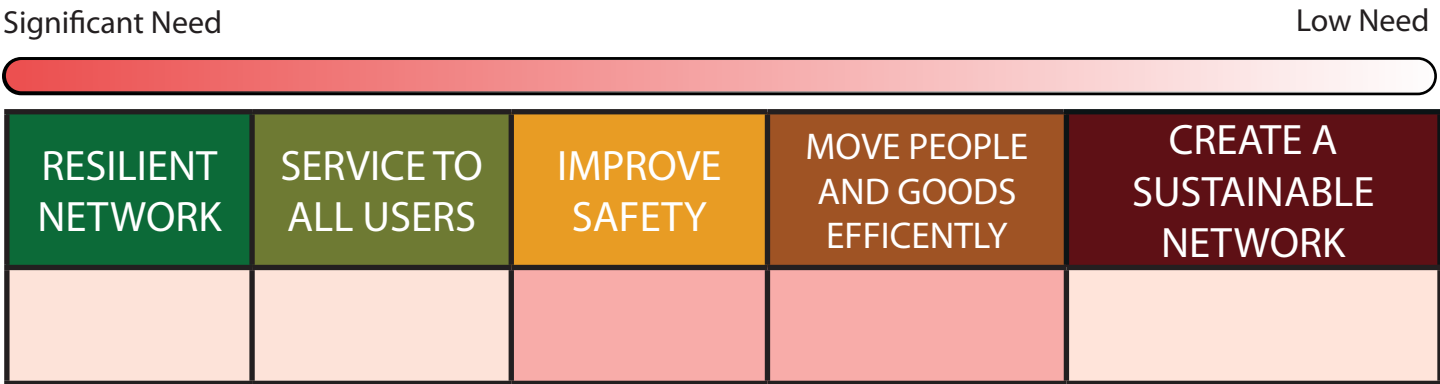 Significant Need
Low Need
RESILIENT
NETWORK
SERVICE TO
ALL USERS
IMPROVE
SAFETY
MOVE PEOPLE
AND GOODS
EFFICENTLY
CREATE A
SUSTAINABLE
NETWORK